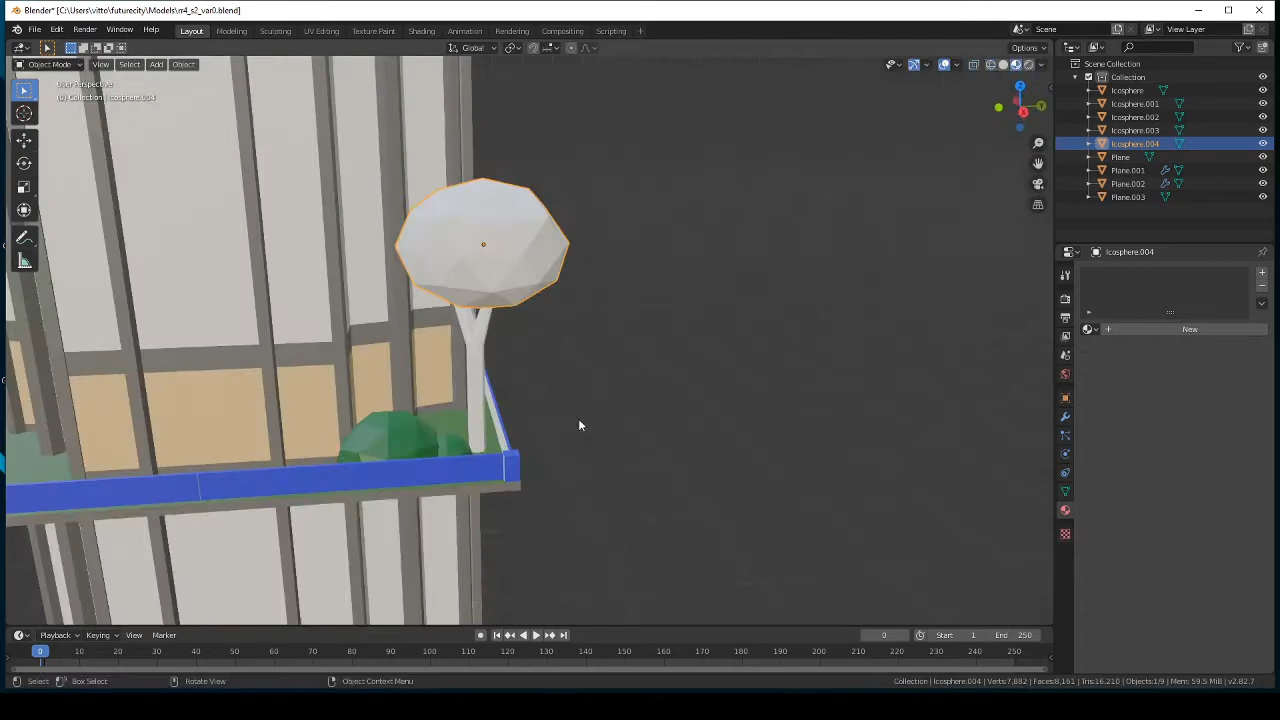 Blender* [C:\Users\vitto\futurecity\Models\rr4_s2_var0.blend]
File Edit Render Window Help Layout Modeling Sculpting UV Editing Texture Paint Shading Animation Rendering Compositing Scripting + Scene View Layer
Global Options
Object Mode View Select Add Object
User Perspective
(0) Collection | Icosphere.004
Z
Y
X
Scene Collection
Collection
Icosphere
Icosphere.001
Icosphere.002
Icosphere.003
Icosphere.004
Plane
Plane.001
Plane.002
Plane.003
Icosphere.004
New
Playback Keying View Marker 0 Start 1 End 250
0 10 20 30 40 50 60 70 80 90 100 110 120 130 140 150 160 170 180 190 200 210 220 230 240 250
Select Box Select Rotate View Object Context Menu Collection | Icosphere.004 | Verts:7,882 | Faces:8,161 | Tris:16,210 | Objects:1/9 | Mem: 59.5 MiB | v2.82.7